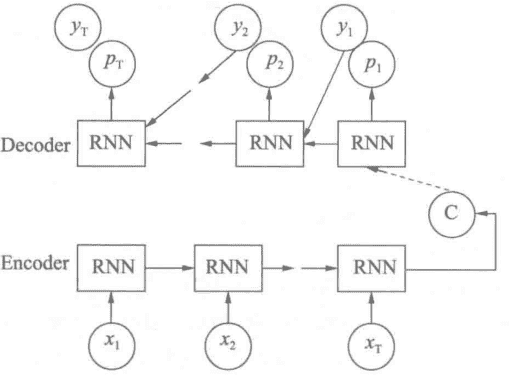 y_T y_2 y_1
p_T p_2 p_1
Decoder RNN RNN RNN
C
Encoder RNN RNN RNN
x_1 x_2 x_T